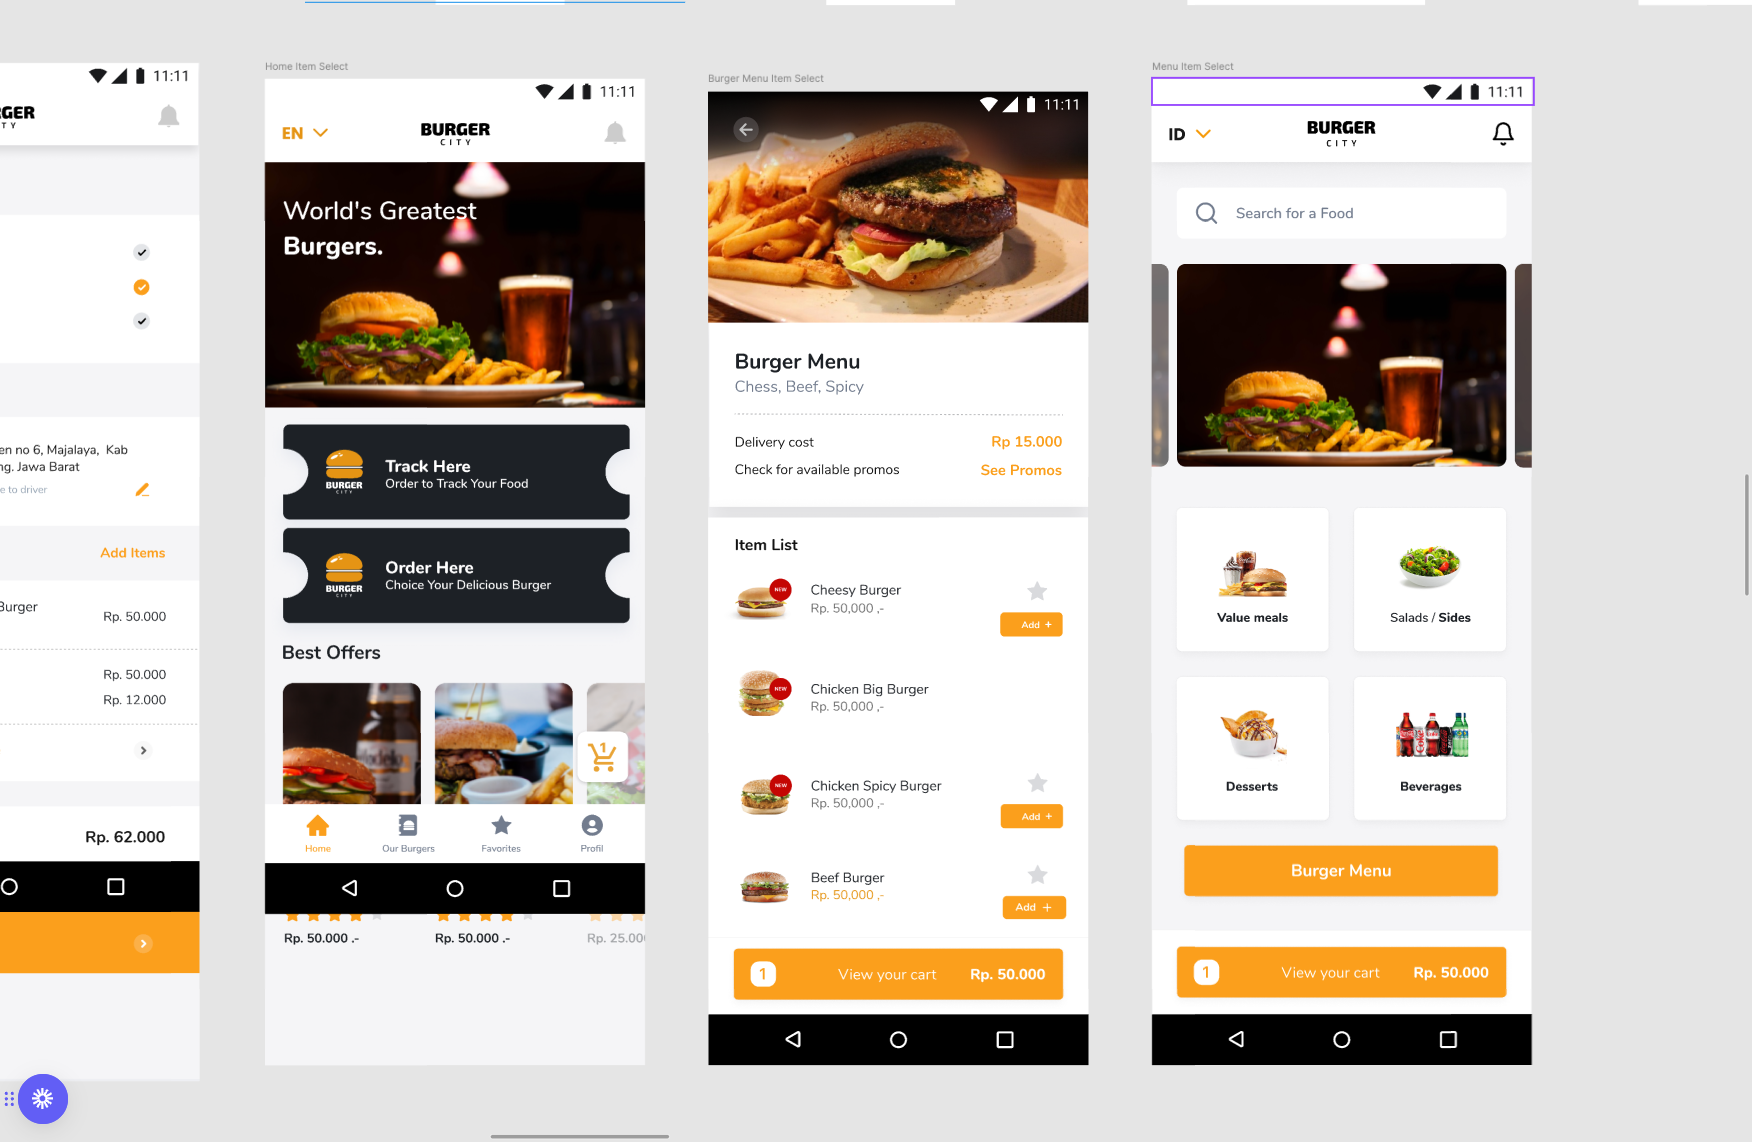 11:11
RGER
TY
en no 6, Majalaya, Kab
ng. Jawa Barat
e to driver
Add Items
Burger
Rp. 50.000
Rp. 50.000
Rp. 12.000
Rp. 62.000
Home Item Select
11:11
EN
BURGER
CITY
World's Greatest
Burgers.
BURGER
CITY
Track Here
Order to Track Your Food
BURGER
CITY
Order Here
Choice Your Delicious Burger
Best Offers
1
Home
Our Burgers
Favorites
Profil
Rp. 50.000 .-
Rp. 50.000 .-
Rp. 25.00
Burger Menu Item Select
11:11
Burger Menu
Chess, Beef, Spicy
Delivery cost
Rp 15.000
Check for available promos
See Promos
Item List
NEW
Cheesy Burger
Rp. 50,000 ,-
Add +
NEW
Chicken Big Burger
Rp. 50,000 ,-
NEW
Chicken Spicy Burger
Rp. 50,000 ,-
Add +
Beef Burger
Rp. 50,000 ,-
Add +
1
View your cart
Rp. 50.000
Menu Item Select
11:11
ID
BURGER
CITY
Search for a Food
Value meals
Salads / Sides
Desserts
Beverages
Burger Menu
1
View your cart
Rp. 50.000